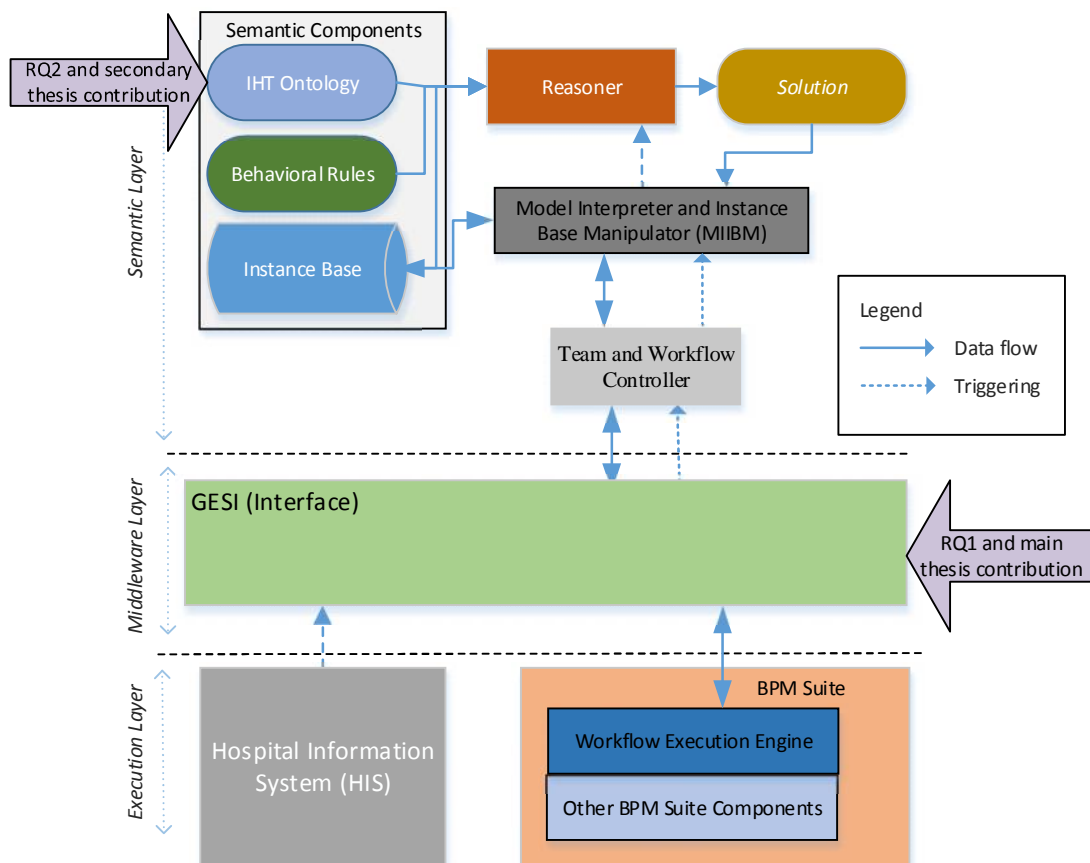 Semantic Components
RQ2 and secondary
thesis contribution
IHT Ontology
Reasoner
Solution
Behavioral Rules
Model Interpreter and Instance
Base Manipulator (MIIBM)
Instance Base
Semantic Layer
Legend
Data flow
Triggering
Team and Workflow
Controller
Middleware Layer
GESI (Interface)
RQ1 and main
thesis contribution
Execution Layer
Hospital Information
System (HIS)
BPM Suite
Workflow Execution Engine
Other BPM Suite Components